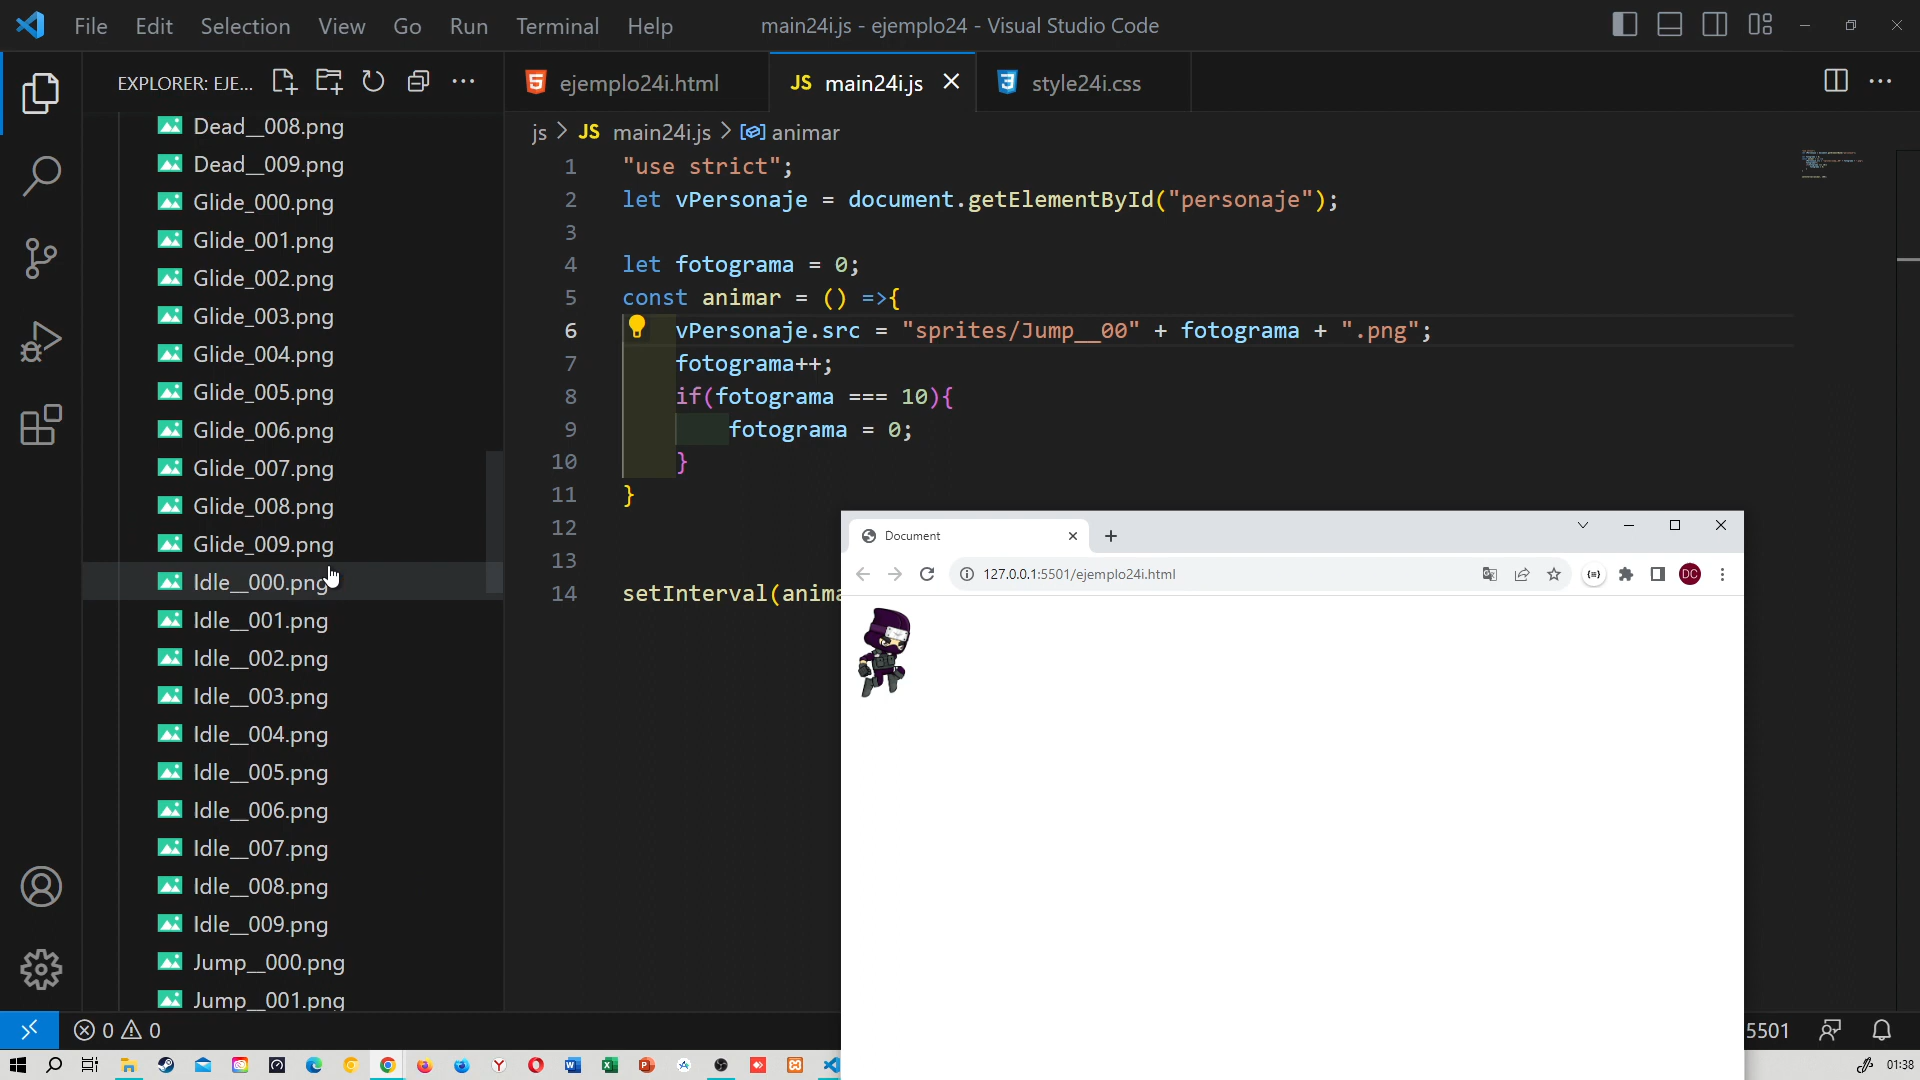 File Edit Selection View Go Run Terminal Help main24i.js - ejemplo24 - Visual Studio Code
EXPLORER: EJE...
ejemplo24i.html
JS main24i.js
style24i.css
js > JS main24i.js > animar
Dead__008.png
Dead__009.png
Glide_000.png
Glide_001.png
Glide_002.png
Glide_003.png
Glide_004.png
Glide_005.png
Glide_006.png
Glide_007.png
Glide_008.png
Glide_009.png
Idle__000.png
Idle__001.png
Idle__002.png
Idle__003.png
Idle__004.png
Idle__005.png
Idle__006.png
Idle__007.png
Idle__008.png
Idle__009.png
Jump__000.png
Jump__001.png
1 "use strict";
2 let vPersonaje = document.getElementById("personaje");
3
4 let fotograma = 0;
5 const animar = () =>{
6 vPersonaje.src = "sprites/Jump__00" + fotograma + ".png";
7 fotograma++;
8 if(fotograma === 10){
9 fotograma = 0;
10 }
11 }
12
13
14 setInterval(anima
Document
127.0.0.1:5501/ejemplo24i.html
DC
0 0
5501
01:38